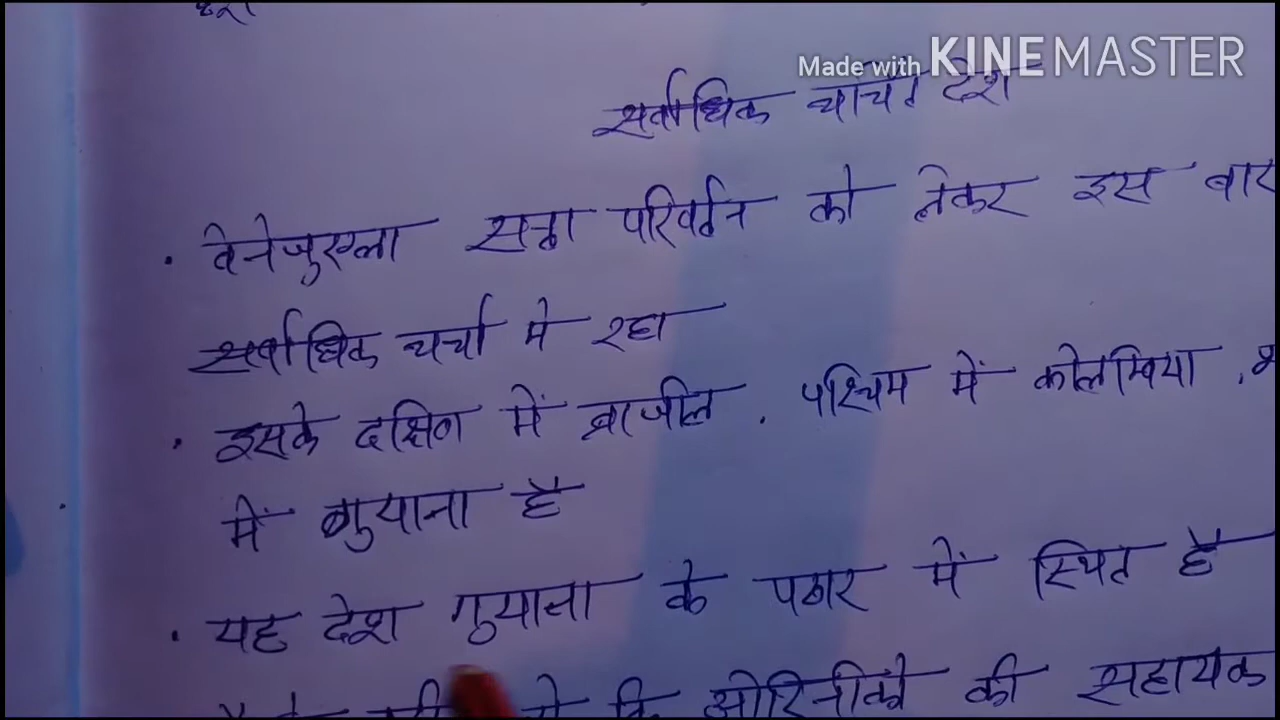 Made with KINEMASTER
सर्वाधिक चर्चित देश
. वेनेजुएला सत्ता परिवर्तन को लेकर इस बार
सर्वाधिक चर्चा मे रहा
. इसके दक्षिण में ब्राजील . पश्चिम में कोलम्बिया ,
में गुयाना है
. यह देश गुयाना के पठार में स्थित है
कि ओरिनीको की सहायक